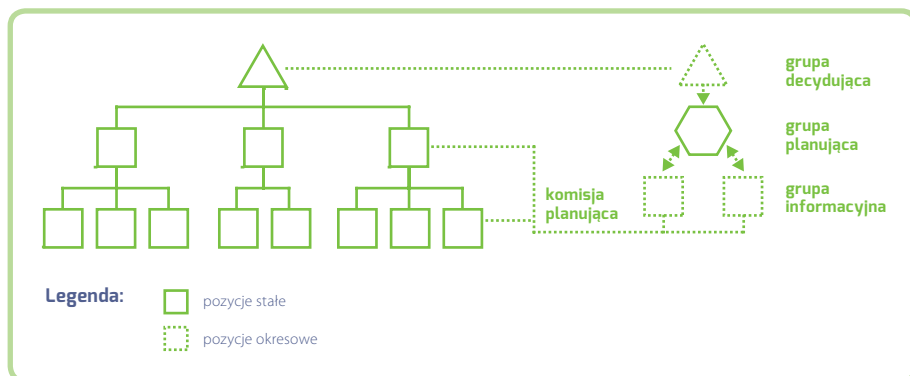 grupa
decydująca
grupa
planująca
komisja
planująca
grupa
informacyjna
Legenda:
pozycje stałe
pozycje okresowe